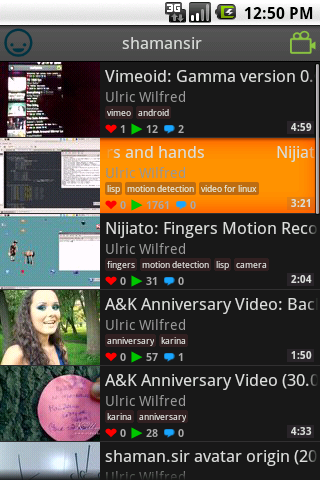 3G 12:50 PM
shamansir
Vimeoid: Gamma version 0.
Ulric Wilfred
vimeo android
1 12 2 4:59
rs and hands Nijiat
Ulric Wilfred
lisp motion detection video for linux
0 1761 0 3:21
Nijiato: Fingers Motion Reco
Ulric Wilfred
fingers motion detection lisp camera
0 31 0 2:04
A&K Anniversary Video: Bac
Ulric Wilfred
anniversary karina
0 57 1 1:50
A&K Anniversary Video (30.0
Ulric Wilfred
karina anniversary
0 28 0 4:33
shaman.sir avatar origin (20
Ulric Wilfred